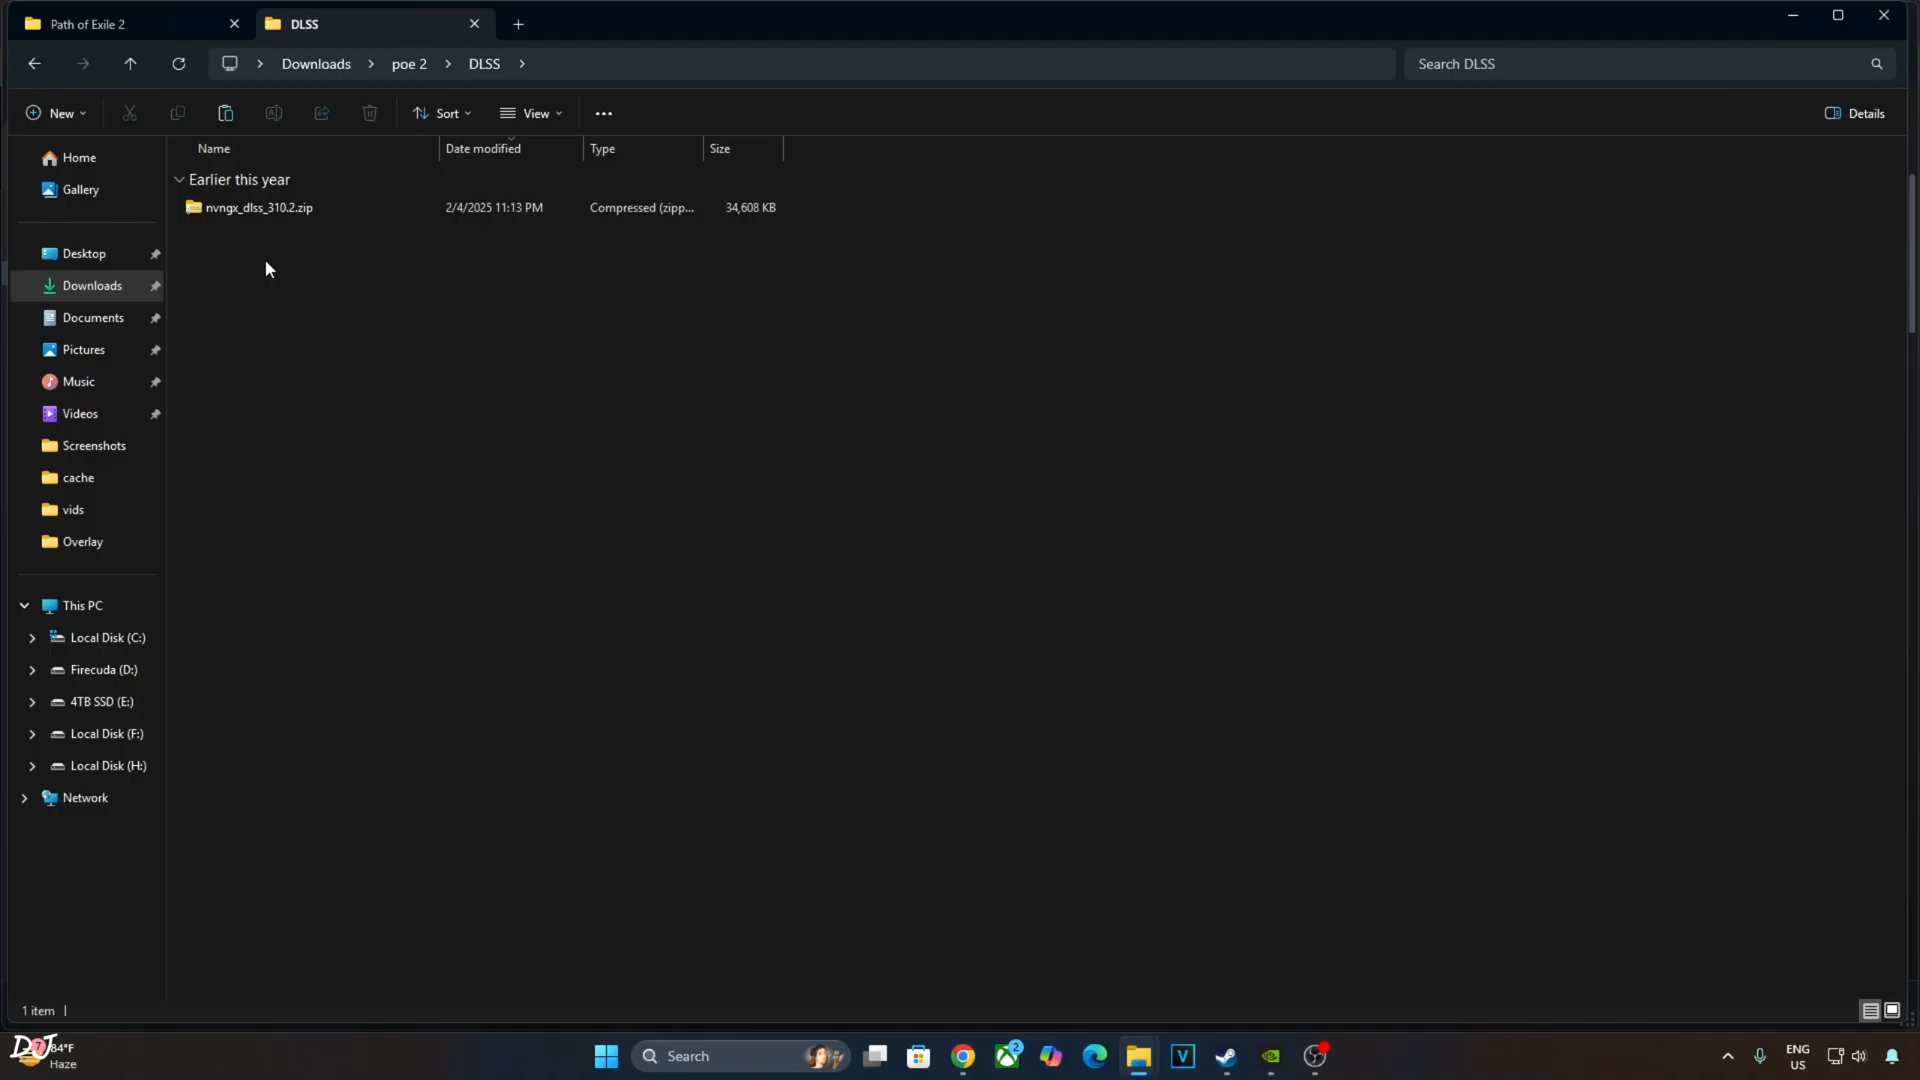 Path of Exile 2
DLSS
Downloads
poe 2
DLSS
Search DLSS
New
Sort
View
Details
Name
Date modified
Type
Size
Home
Gallery
Earlier this year
nvngx_dlss_310.2.zip
2/4/2025 11:13 PM
Compressed (zipp...
34,608 KB
Desktop
Downloads
Documents
Pictures
Music
Videos
Screenshots
cache
vids
Overlay
This PC
Local Disk (C:)
Firecuda (D:)
4TB SSD (E:)
Local Disk (F:)
Local Disk (H:)
Network
1 item
DJ
7
84°F
Haze
Search
2
V
ENG
US